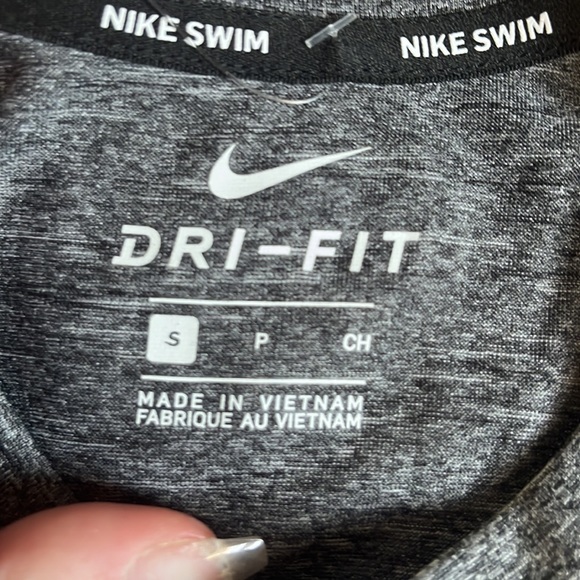 NIKE SWIM NIKE SWIM
DRI-FIT
S P CH
MADE IN VIETNAM
FABRIQUE AU VIETNAM